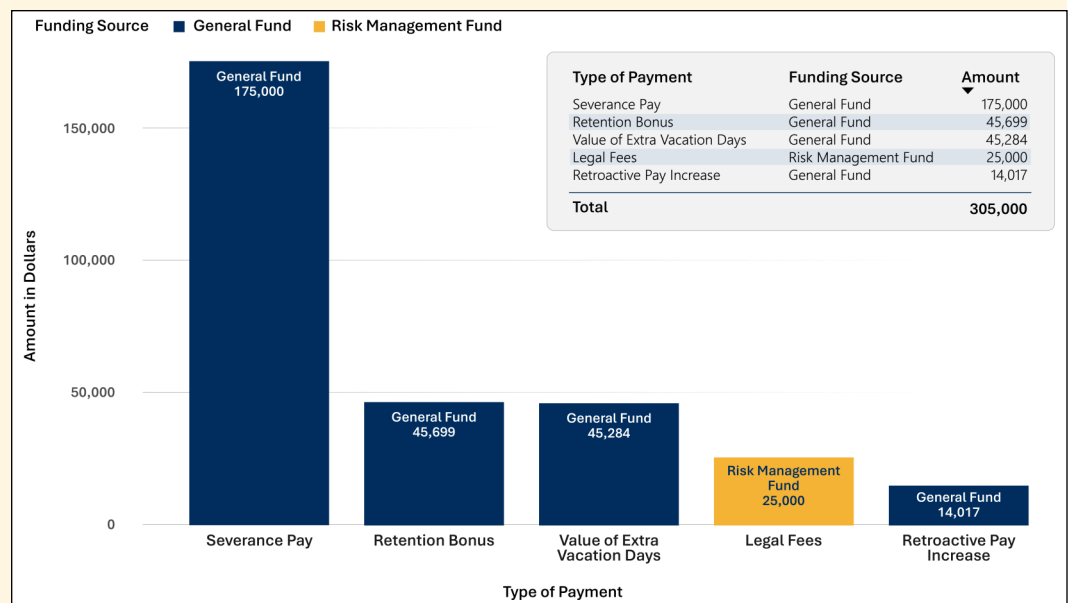 Funding Source General Fund Risk Management Fund
Type of Payment Funding Source Amount
Severance Pay General Fund 175,000
Retention Bonus General Fund 45,699
Value of Extra Vacation Days General Fund 45,284
Legal Fees Risk Management Fund 25,000
Retroactive Pay Increase General Fund 14,017
Total 305,000
Amount in Dollars
150,000
100,000
50,000
0
General Fund
175,000
General Fund
45,699
General Fund
45,284
Risk Management
Fund
25,000
General Fund
14,017
Severance Pay
Retention Bonus
Value of Extra
Vacation Days
Legal Fees
Retroactive Pay
Increase
Type of Payment